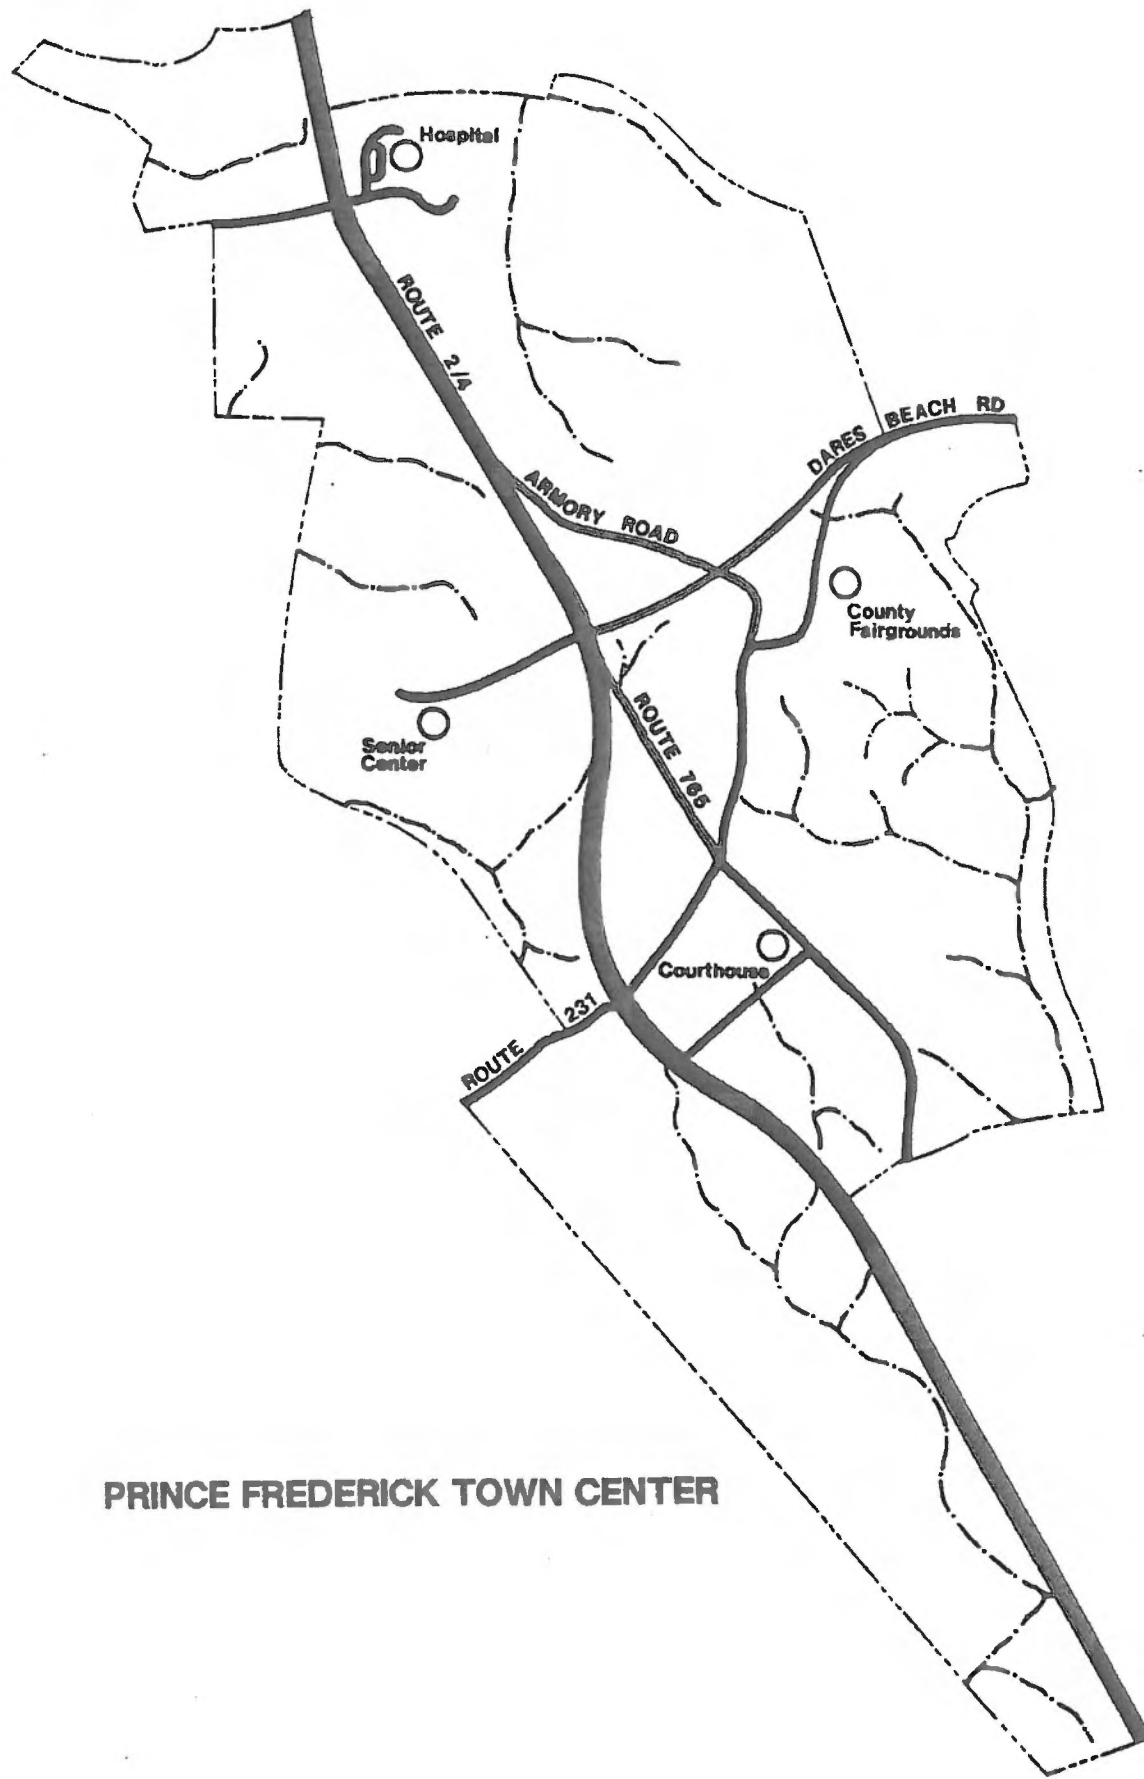 Hospital
ROUTE 2/4
DARES BEACH RD
ARMORY ROAD
County
Fairgrounds
ROUTE 765
Senior
Center
Courthouse
ROUTE 231
PRINCE FREDERICK TOWN CENTER